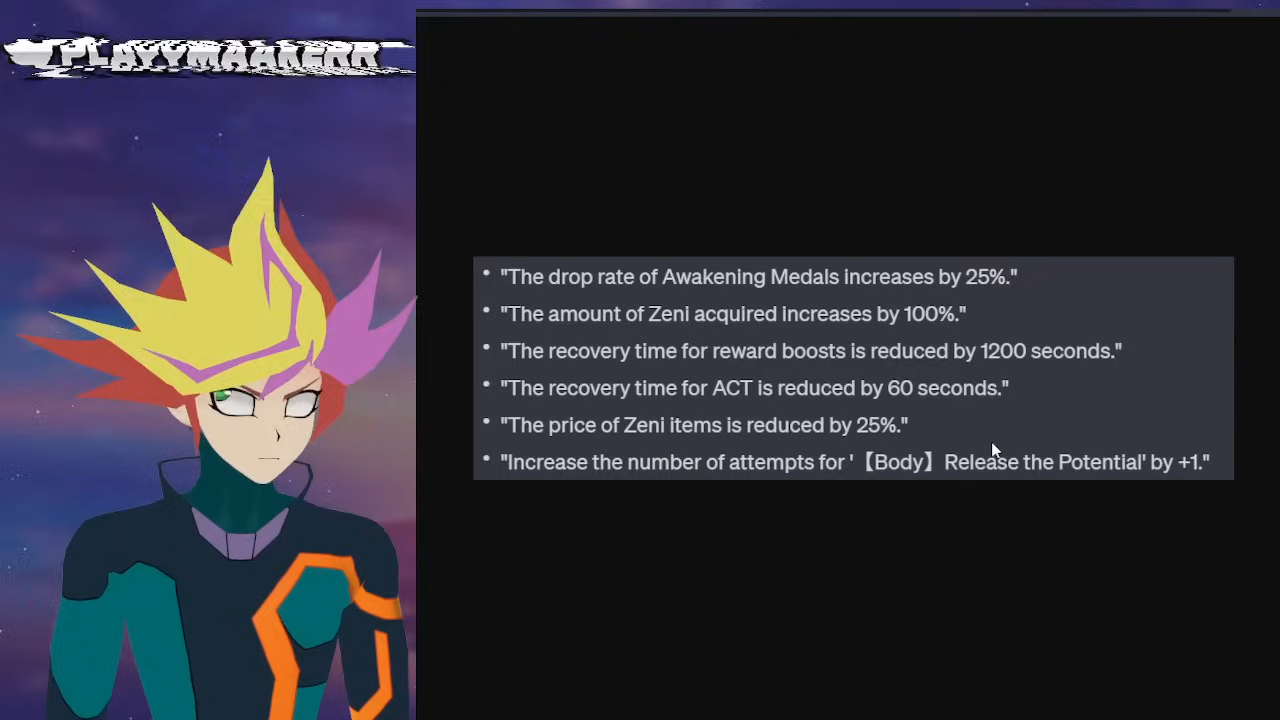 PLAYYMAAKERR
• "The drop rate of Awakening Medals increases by 25%."
• "The amount of Zeni acquired increases by 100%."
• "The recovery time for reward boosts is reduced by 1200 seconds."
• "The recovery time for ACT is reduced by 60 seconds."
• "The price of Zeni items is reduced by 25%."
• "Increase the number of attempts for '【Body】Release the Potential' by +1."